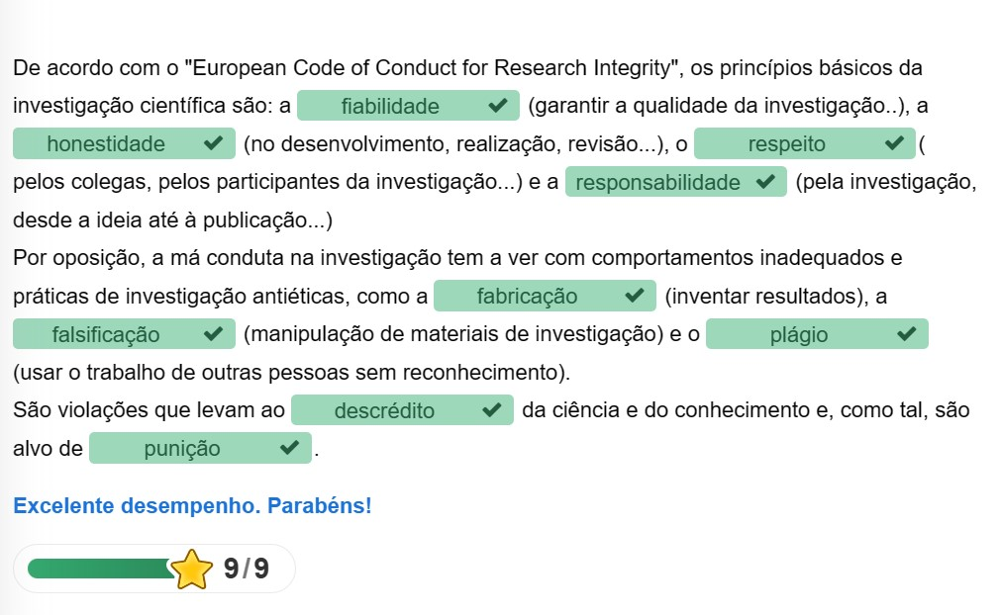 De acordo com o "European Code of Conduct for Research Integrity", os princípios básicos da
investigação científica são: a fiabilidade ✔ (garantir a qualidade da investigação..), a
honestidade ✔ (no desenvolvimento, realização, revisão...), o respeito ✔ (
pelos colegas, pelos participantes da investigação...) e a responsabilidade ✔ (pela investigação,
desde a ideia até à publicação...)
Por oposição, a má conduta na investigação tem a ver com comportamentos inadequados e
práticas de investigação antiéticas, como a fabricação ✔ (inventar resultados), a
falsificação ✔ (manipulação de materiais de investigação) e o plágio ✔
(usar o trabalho de outras pessoas sem reconhecimento).
São violações que levam ao descrédito ✔ da ciência e do conhecimento e, como tal, são
alvo de punição ✔ .
Excelente desempenho. Parabéns!
9/9